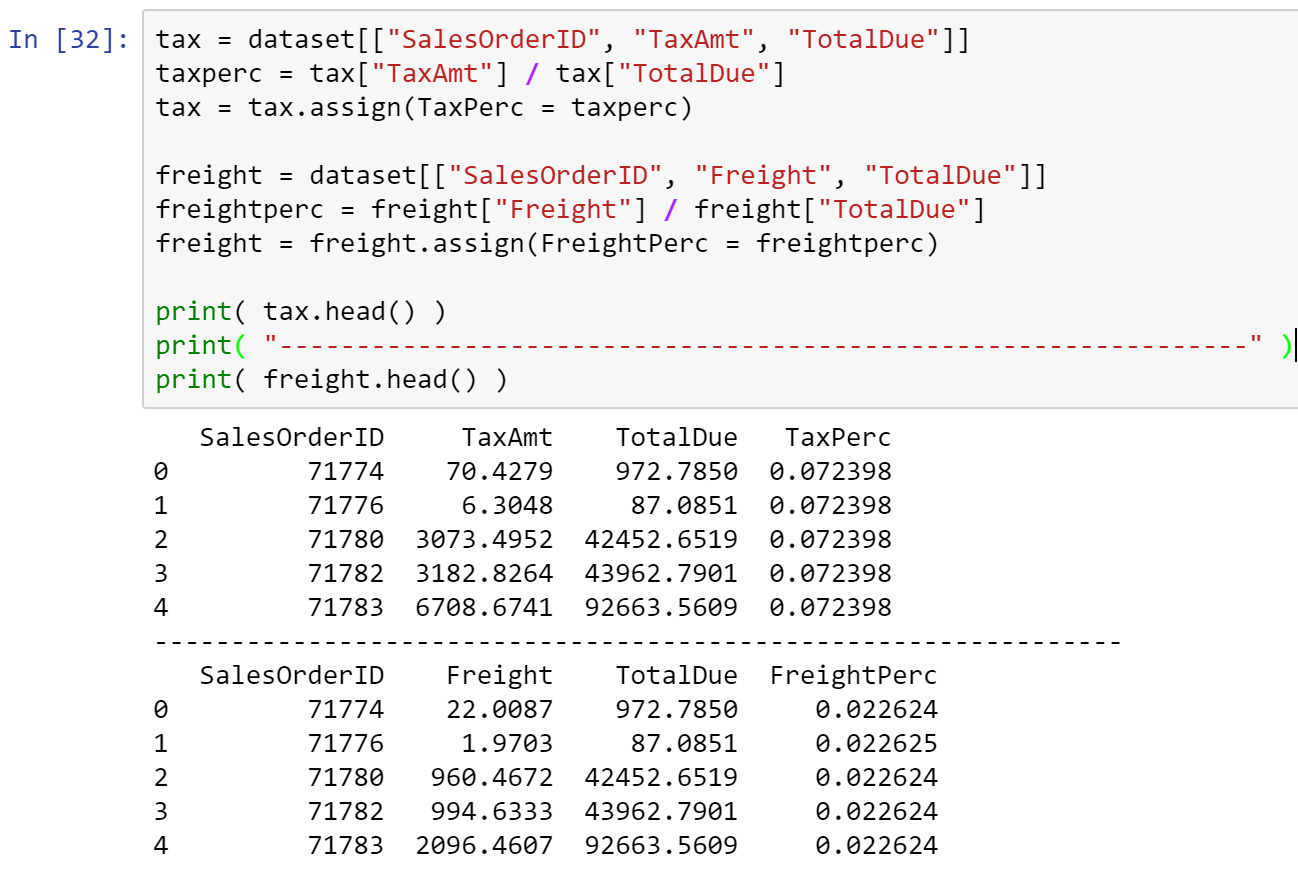 In [32]: tax = dataset[["SalesOrderID", "TaxAmt", "TotalDue"]]
taxperc = tax["TaxAmt"] / tax["TotalDue"]
tax = tax.assign(TaxPerc = taxperc)
freight = dataset[["SalesOrderID", "Freight", "TotalDue"]]
freightperc = freight["Freight"] / freight["TotalDue"]
freight = freight.assign(FreightPerc = freightperc)
print( tax.head() )
print( "---------------------------------------------------------------" )
print( freight.head() )
SalesOrderID TaxAmt TotalDue TaxPerc
0 71774 70.4279 972.7850 0.072398
1 71776 6.3048 87.0851 0.072398
2 71780 3073.4952 42452.6519 0.072398
3 71782 3182.8264 43962.7901 0.072398
4 71783 6708.6741 92663.5609 0.072398
---------------------------------------------------------------
SalesOrderID Freight TotalDue FreightPerc
0 71774 22.0087 972.7850 0.022624
1 71776 1.9703 87.0851 0.022625
2 71780 960.4672 42452.6519 0.022624
3 71782 994.6333 43962.7901 0.022624
4 71783 2096.4607 92663.5609 0.022624